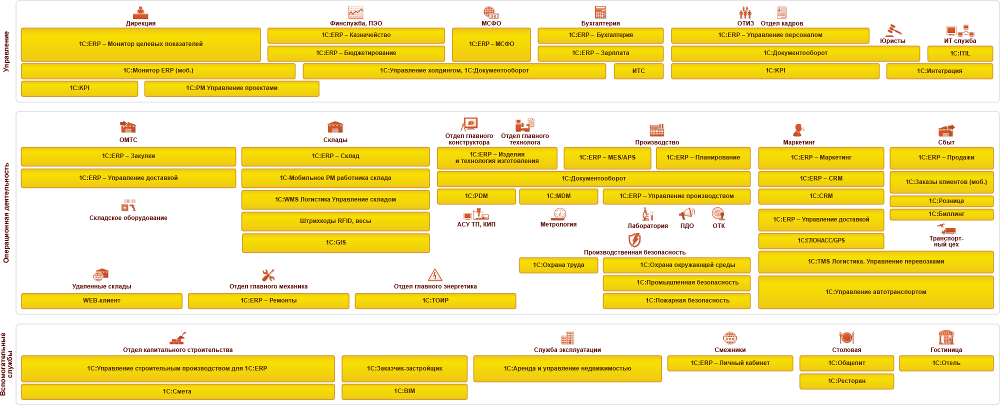 Управление
Дирекция
Финслужба, ПЭО
МСФО
Бухгалтерия
ОТИЗ
Отдел кадров
Юристы
ИТ служба
1С:ERP – Монитор целевых показателей
1С:ERP – Казначейство
1С:ERP – Бюджетирование
1С:ERP – МСФО
1С:ERP – Бухгалтерия
1С:ERP – Зарплата
1С:ERP – Управление персоналом
1С:Документооборот
1С:ITIL
1С:Монитор ERP (моб.)
1С:Управление холдингом, 1С:Документооборот
ИТС
1С:KPI
1С:Интеграция
1С:KPI
1С:РМ Управление проектами
Операционная деятельность
ОМТС
Склады
Отдел главного
конструктора
Отдел главного
технолога
Производство
Маркетинг
Сбыт
1С:ERP – Закупки
1С:ERP – Склад
1С:ERP – Изделия
и технология изготовления
1С:ERP – MES/APS
1С:ERP – Планирование
1С:ERP – Маркетинг
1С:ERP – Продажи
1С:ERP – Управление доставкой
1С-Мобильное РМ работника склада
1С:Документооборот
1С:ERP – CRM
1С:Заказы клиентов (моб.)
1С:WMS Логистика Управление складом
1С:PDM
1С:MDM
1С:ERP – Управление производством
1С:CRM
1С:Розница
1С:Биллинг
Складское оборудование
Штрихкоды RFID, весы
АСУ ТП, КИП
Метрология
Лаборатория
ПДО
ОТК
1С:ERP – Управление доставкой
1С:GIS
1С:ГЛОНАСС/GPS
Транспорт-
ный цех
Производственная безопасность
1С:Охрана труда
1С:Охрана окружающей среды
1С:TMS Логистика. Управление перевозками
1С:Промышленная безопасность
1С:Пожарная безопасность
1С:Управление автотранспортом
Удаленные склады
Отдел главного механика
Отдел главного энергетика
WEB-клиент
1С:ERP – Ремонты
1С:ТОИР
Вспомогательные
службы
Отдел капитального строительства
Служба эксплуатации
Смежники
Столовая
Гостиница
1С:Управление строительным производством для 1С:ERP
1С:Заказчик-застройщик
1С:Аренда и управление недвижимостью
1С:ERP – Личный кабинет
1С:Общепит
1С:Отель
1С:Смета
1С:BIM
1С:Ресторан